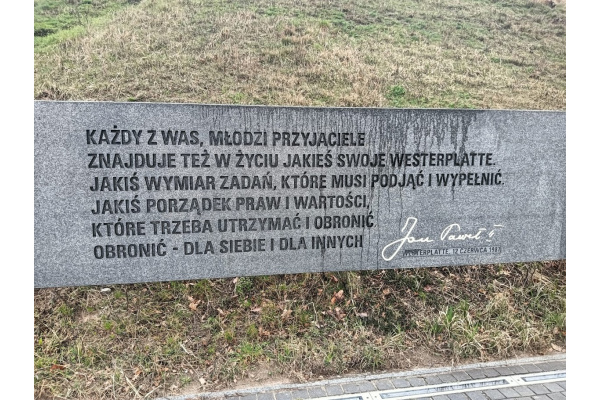 KAŻDY Z WAS, MŁODZI PRZYJACIELE
ZNAJDUJE TEŻ W ŻYCIU JAKIEŚ SWOJE WESTERPLATTE.
JAKIŚ WYMIAR ZADAŃ, KTÓRE MUSI PODJĄĆ I WYPEŁNIĆ.
JAKIŚ PORZĄDEK PRAW I WARTOŚCI,
KTÓRE TRZEBA UTRZYMAĆ I OBRONIĆ
OBRONIĆ - DLA SIEBIE I DLA INNYCH
Jan Paweł II
WESTERPLATTE, 12 CZERWCA 1987